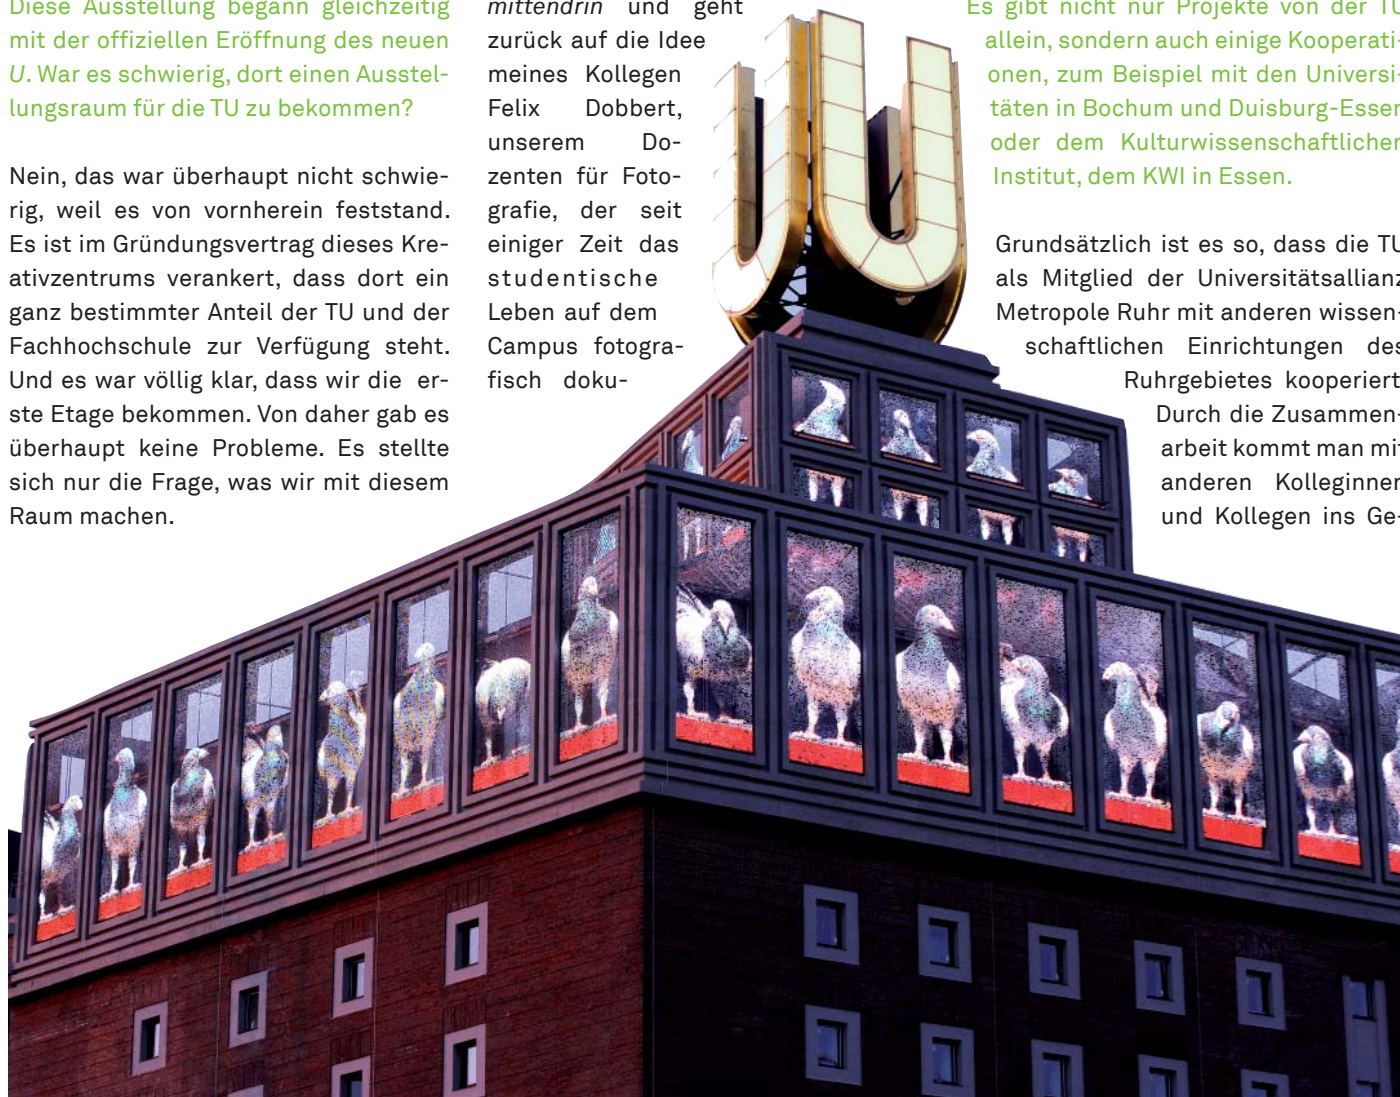 Diese Ausstellung begann gleichzeitig
mit der offiziellen Eröffnung des neuen
U. War es schwierig, dort einen Ausstel-
lungsraum für die TU zu bekommen?
Nein, das war überhaupt nicht schwie-
rig, weil es von vornherein feststand.
Es ist im Gründungsvertrag dieses Kre-
ativzentrums verankert, dass dort ein
ganz bestimmter Anteil der TU und der
Fachhochschule zur Verfügung steht.
Und es war völlig klar, dass wir die er-
ste Etage bekommen. Von daher gab es
überhaupt keine Probleme. Es stellte
sich nur die Frage, was wir mit diesem
Raum machen.
mittendrin und geht
zurück auf die Idee
meines Kollegen
Felix Dobbert,
unserem Do-
zenten für Foto-
grafie, der seit
einiger Zeit das
studentische
Leben auf dem
Campus fotogra-
fisch doku-
UU
Es gibt nicht nur Projekte von der TU
allein, sondern auch einige Kooperati-
onen, zum Beispiel mit den Universi-
täten in Bochum und Duisburg-Essen
oder dem Kulturwissenschaftlichen
Institut, dem KWI in Essen.
Grundsätzlich ist es so, dass die TU
als Mitglied der Universitätsallianz
Metropole Ruhr mit anderen wissen-
schaftlichen Einrichtungen des
Ruhrgebietes kooperiert
Durch die Zusammen-
arbeit kommt man mit
anderen Kolleginnen
und Kollegen ins Ge-